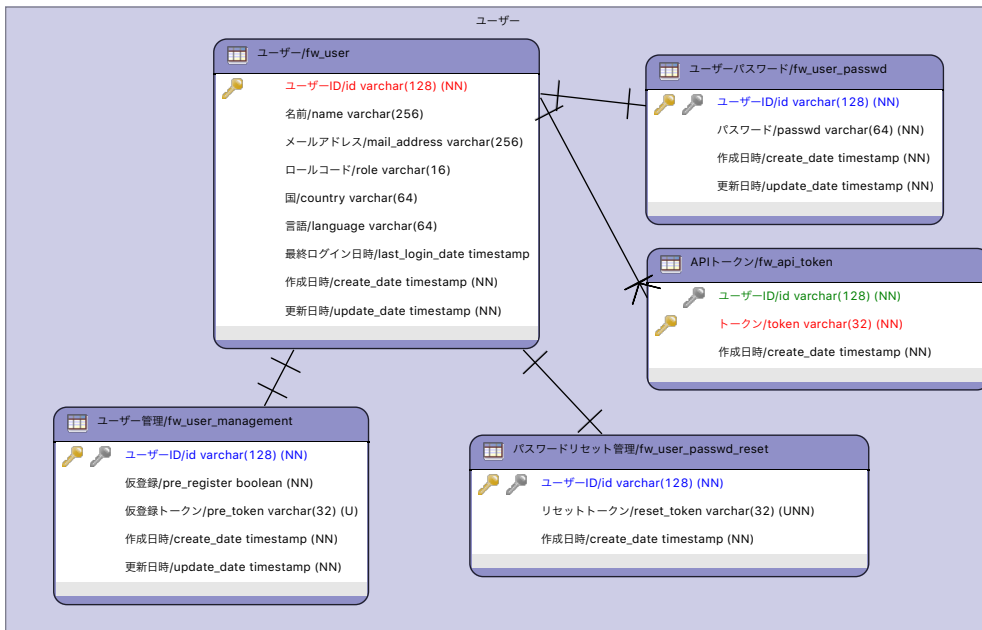 ユーザー
ユーザー/fw_user
ユーザーID/id varchar(128) (NN)
名前/name varchar(256)
メールアドレス/mail_address varchar(256)
ロールコード/role varchar(16)
国/country varchar(64)
言語/language varchar(64)
最終ログイン日時/last_login_date timestamp
作成日時/create_date timestamp (NN)
更新日時/update_date timestamp (NN)
ユーザーパスワード/fw_user_passwd
ユーザーID/id varchar(128) (NN)
パスワード/passwd varchar(64) (NN)
作成日時/create_date timestamp (NN)
更新日時/update_date timestamp (NN)
APIトークン/fw_api_token
ユーザーID/id varchar(128) (NN)
トークン/token varchar(32) (NN)
作成日時/create_date timestamp (NN)
ユーザー管理/fw_user_management
ユーザーID/id varchar(128) (NN)
仮登録/pre_register boolean (NN)
仮登録トークン/pre_token varchar(32) (U)
作成日時/create_date timestamp (NN)
更新日時/update_date timestamp (NN)
パスワードリセット管理/fw_user_passwd_reset
ユーザーID/id varchar(128) (NN)
リセットトークン/reset_token varchar(32) (UNN)
作成日時/create_date timestamp (NN)